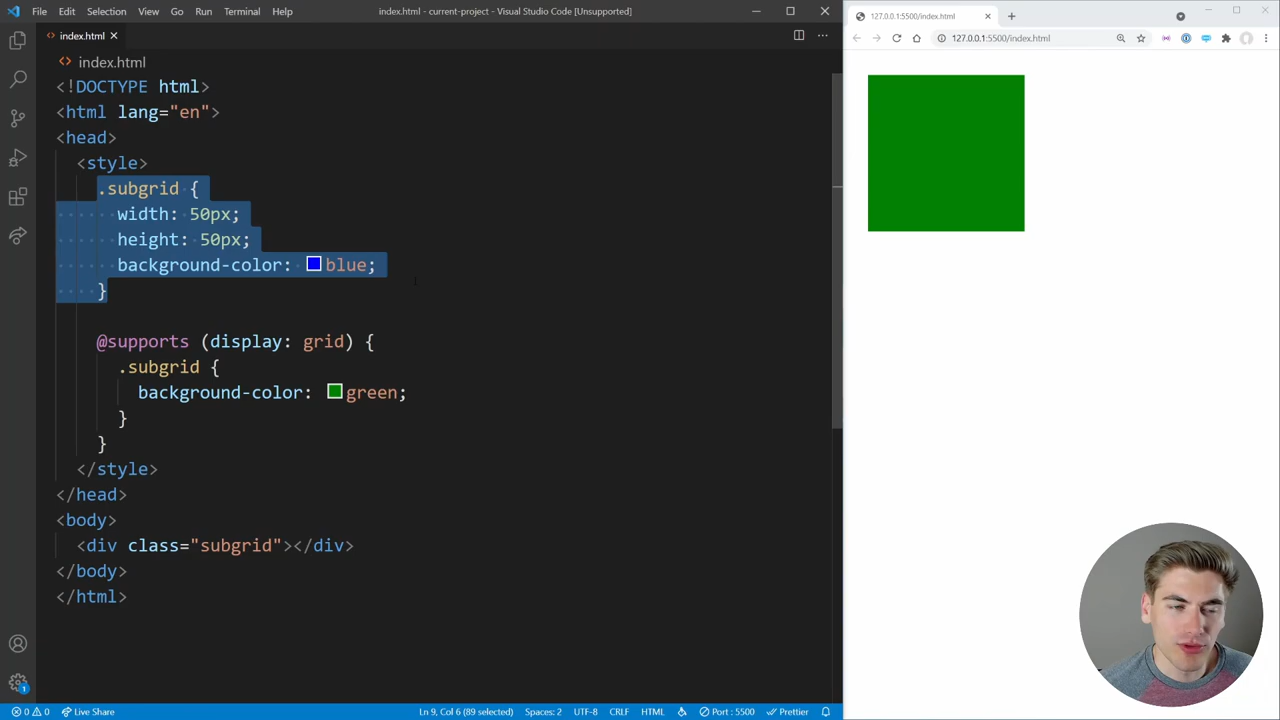 File Edit Selection View Go Run Terminal Help
index.html - current-project - Visual Studio Code [Unsupported]
index.html
index.html
<!DOCTYPE html>
<html lang="en">
<head>
<style>
.subgrid {
width: 50px;
height: 50px;
background-color: blue;
}
@supports (display: grid) {
.subgrid {
background-color: green;
}
}
</style>
</head>
<body>
<div class="subgrid"></div>
</body>
</html>
1
0 0 Live Share
Ln 9, Col 6 (89 selected) Spaces: 2 UTF-8 CRLF HTML Port : 5500 Prettier
127.0.0.1:5500/index.html
127.0.0.1:5500/index.html